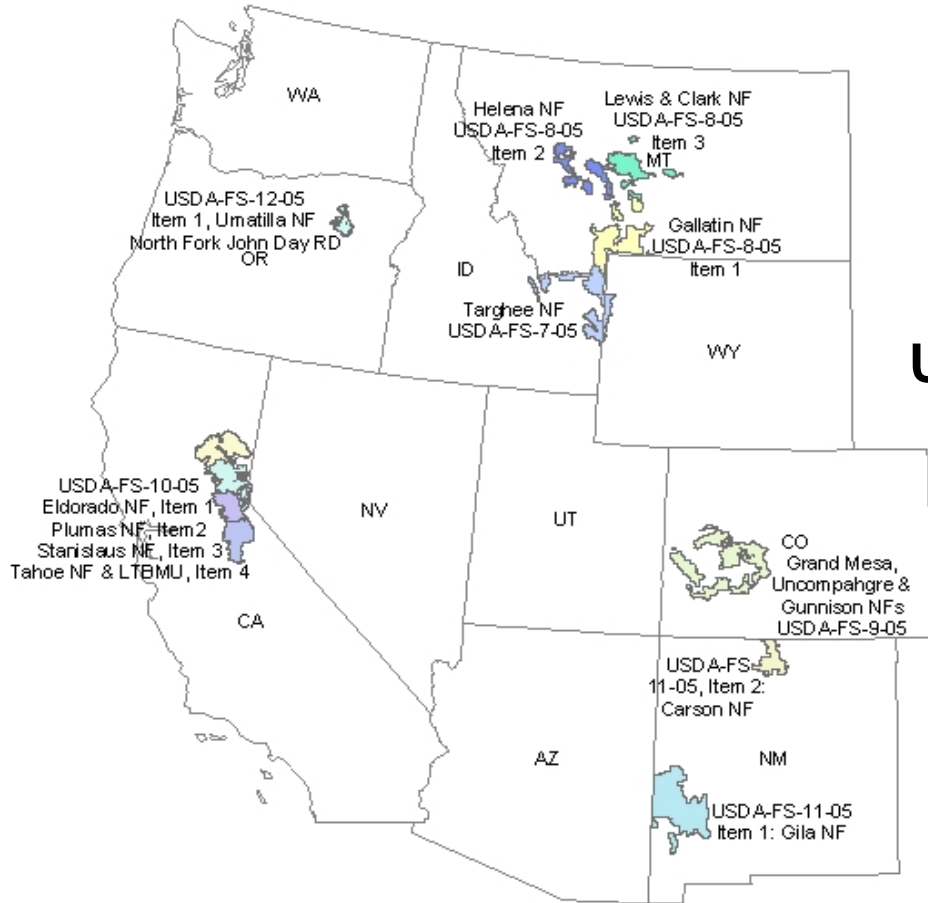 WA
Helena NF
USDA-FS-8-05
Item 2
Lewis & Clark NF
USDA-FS-8-05
Item 3
MT
USDA-FS-12-05
Item 1, Umatilla NF
North Fork John Day RD
OR
Gallatin NF
USDA-FS-8-05
Item 1
ID
Targhee NF
USDA-FS-7-05
WY
U
USDA-FS-10-05
Eldorado NF, Item 1
Plumas NF, Item2
Stanislaus NF, Item 3
Tahoe NF & LTBMU, Item 4
NV
UT
CO
Grand Mesa,
Uncompahgre &
Gunnison NFs
USDA-FS-9-05
CA
USDA-FS
11-05, Item 2:
Carson NF
AZ
NM
USDA-FS-11-05
Item 1: Gila NF